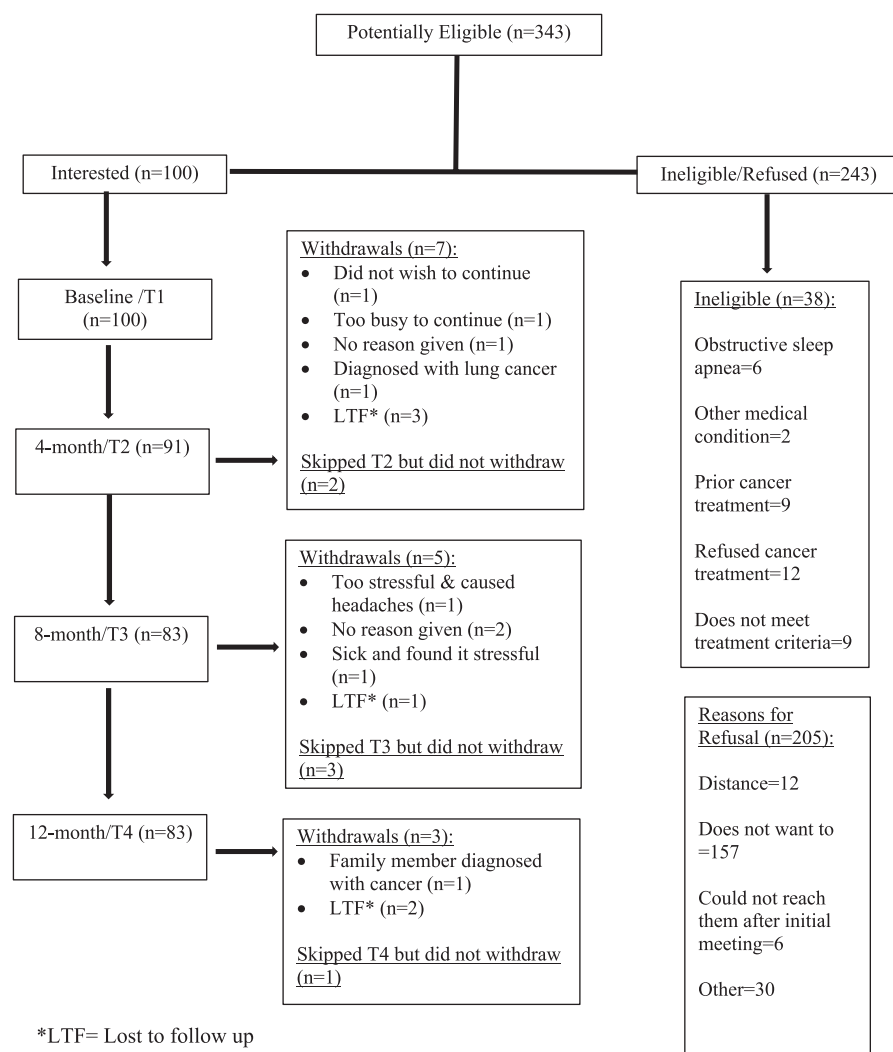 Potentially Eligible (n=343)
Interested (n=100)
Ineligible/Refused (n=243)
Baseline /T1
(n=100)
4-month/T2 (n=91)
8-month/T3 (n=83)
12-month/T4 (n=83)
Withdrawals (n=7):
• Did not wish to continue
(n=1)
• Too busy to continue (n=1)
• No reason given (n=1)
• Diagnosed with lung cancer
(n=1)
• LTF* (n=3)
Skipped T2 but did not withdraw
(n=2)
Withdrawals (n=5):
• Too stressful & caused
headaches (n=1)
• No reason given (n=2)
• Sick and found it stressful
(n=1)
• LTF* (n=1)
Skipped T3 but did not withdraw
(n=3)
Withdrawals (n=3):
• Family member diagnosed
with cancer (n=1)
• LTF* (n=2)
Skipped T4 but did not withdraw
(n=1)
Ineligible (n=38):
Obstructive sleep
apnea=6
Other medical
condition=2
Prior cancer
treatment=9
Refused cancer
treatment=12
Does not meet
treatment criteria=9
Reasons for
Refusal (n=205):
Distance=12
Does not want to
=157
Could not reach
them after initial
meeting=6
Other=30
*LTF= Lost to follow up